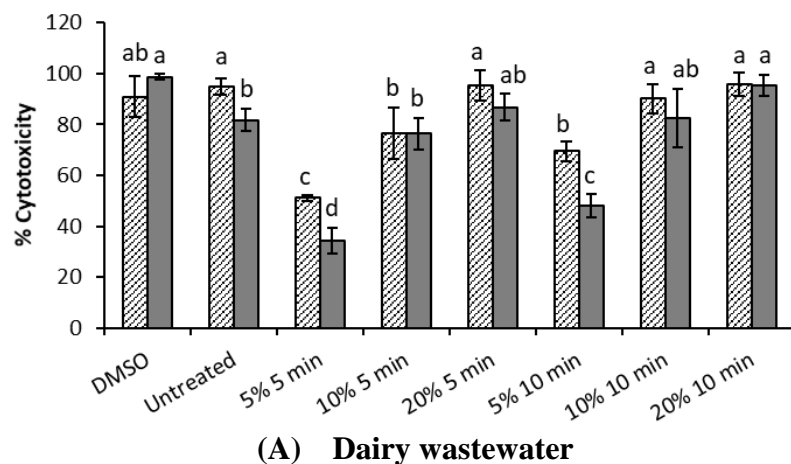 120
100
80
60
40
20
0
% Cytotoxicity
ab a
a b
c d
b b
a ab
b c
a ab
a a
DMSO
Untreated
5% 5 min
10% 5 min
20% 5 min
5% 10 min
10% 10 min
20% 10 min
(A) Dairy wastewater